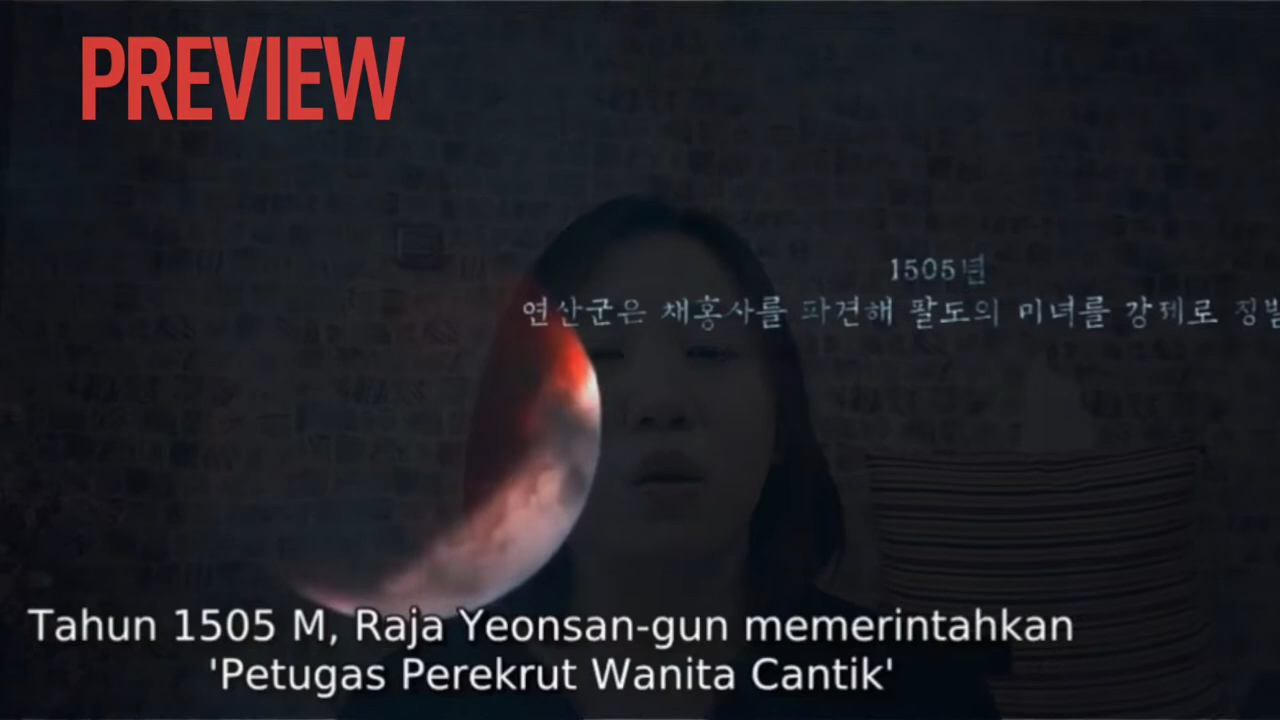 PREVIEW
1505년
연산군은 채홍사를 파견해 팔도의 미녀를 강제로
Tahun 1505 M, Raja Yeonsan-gun memerintahkan
'Petugas Perekrut Wanita Cantik'